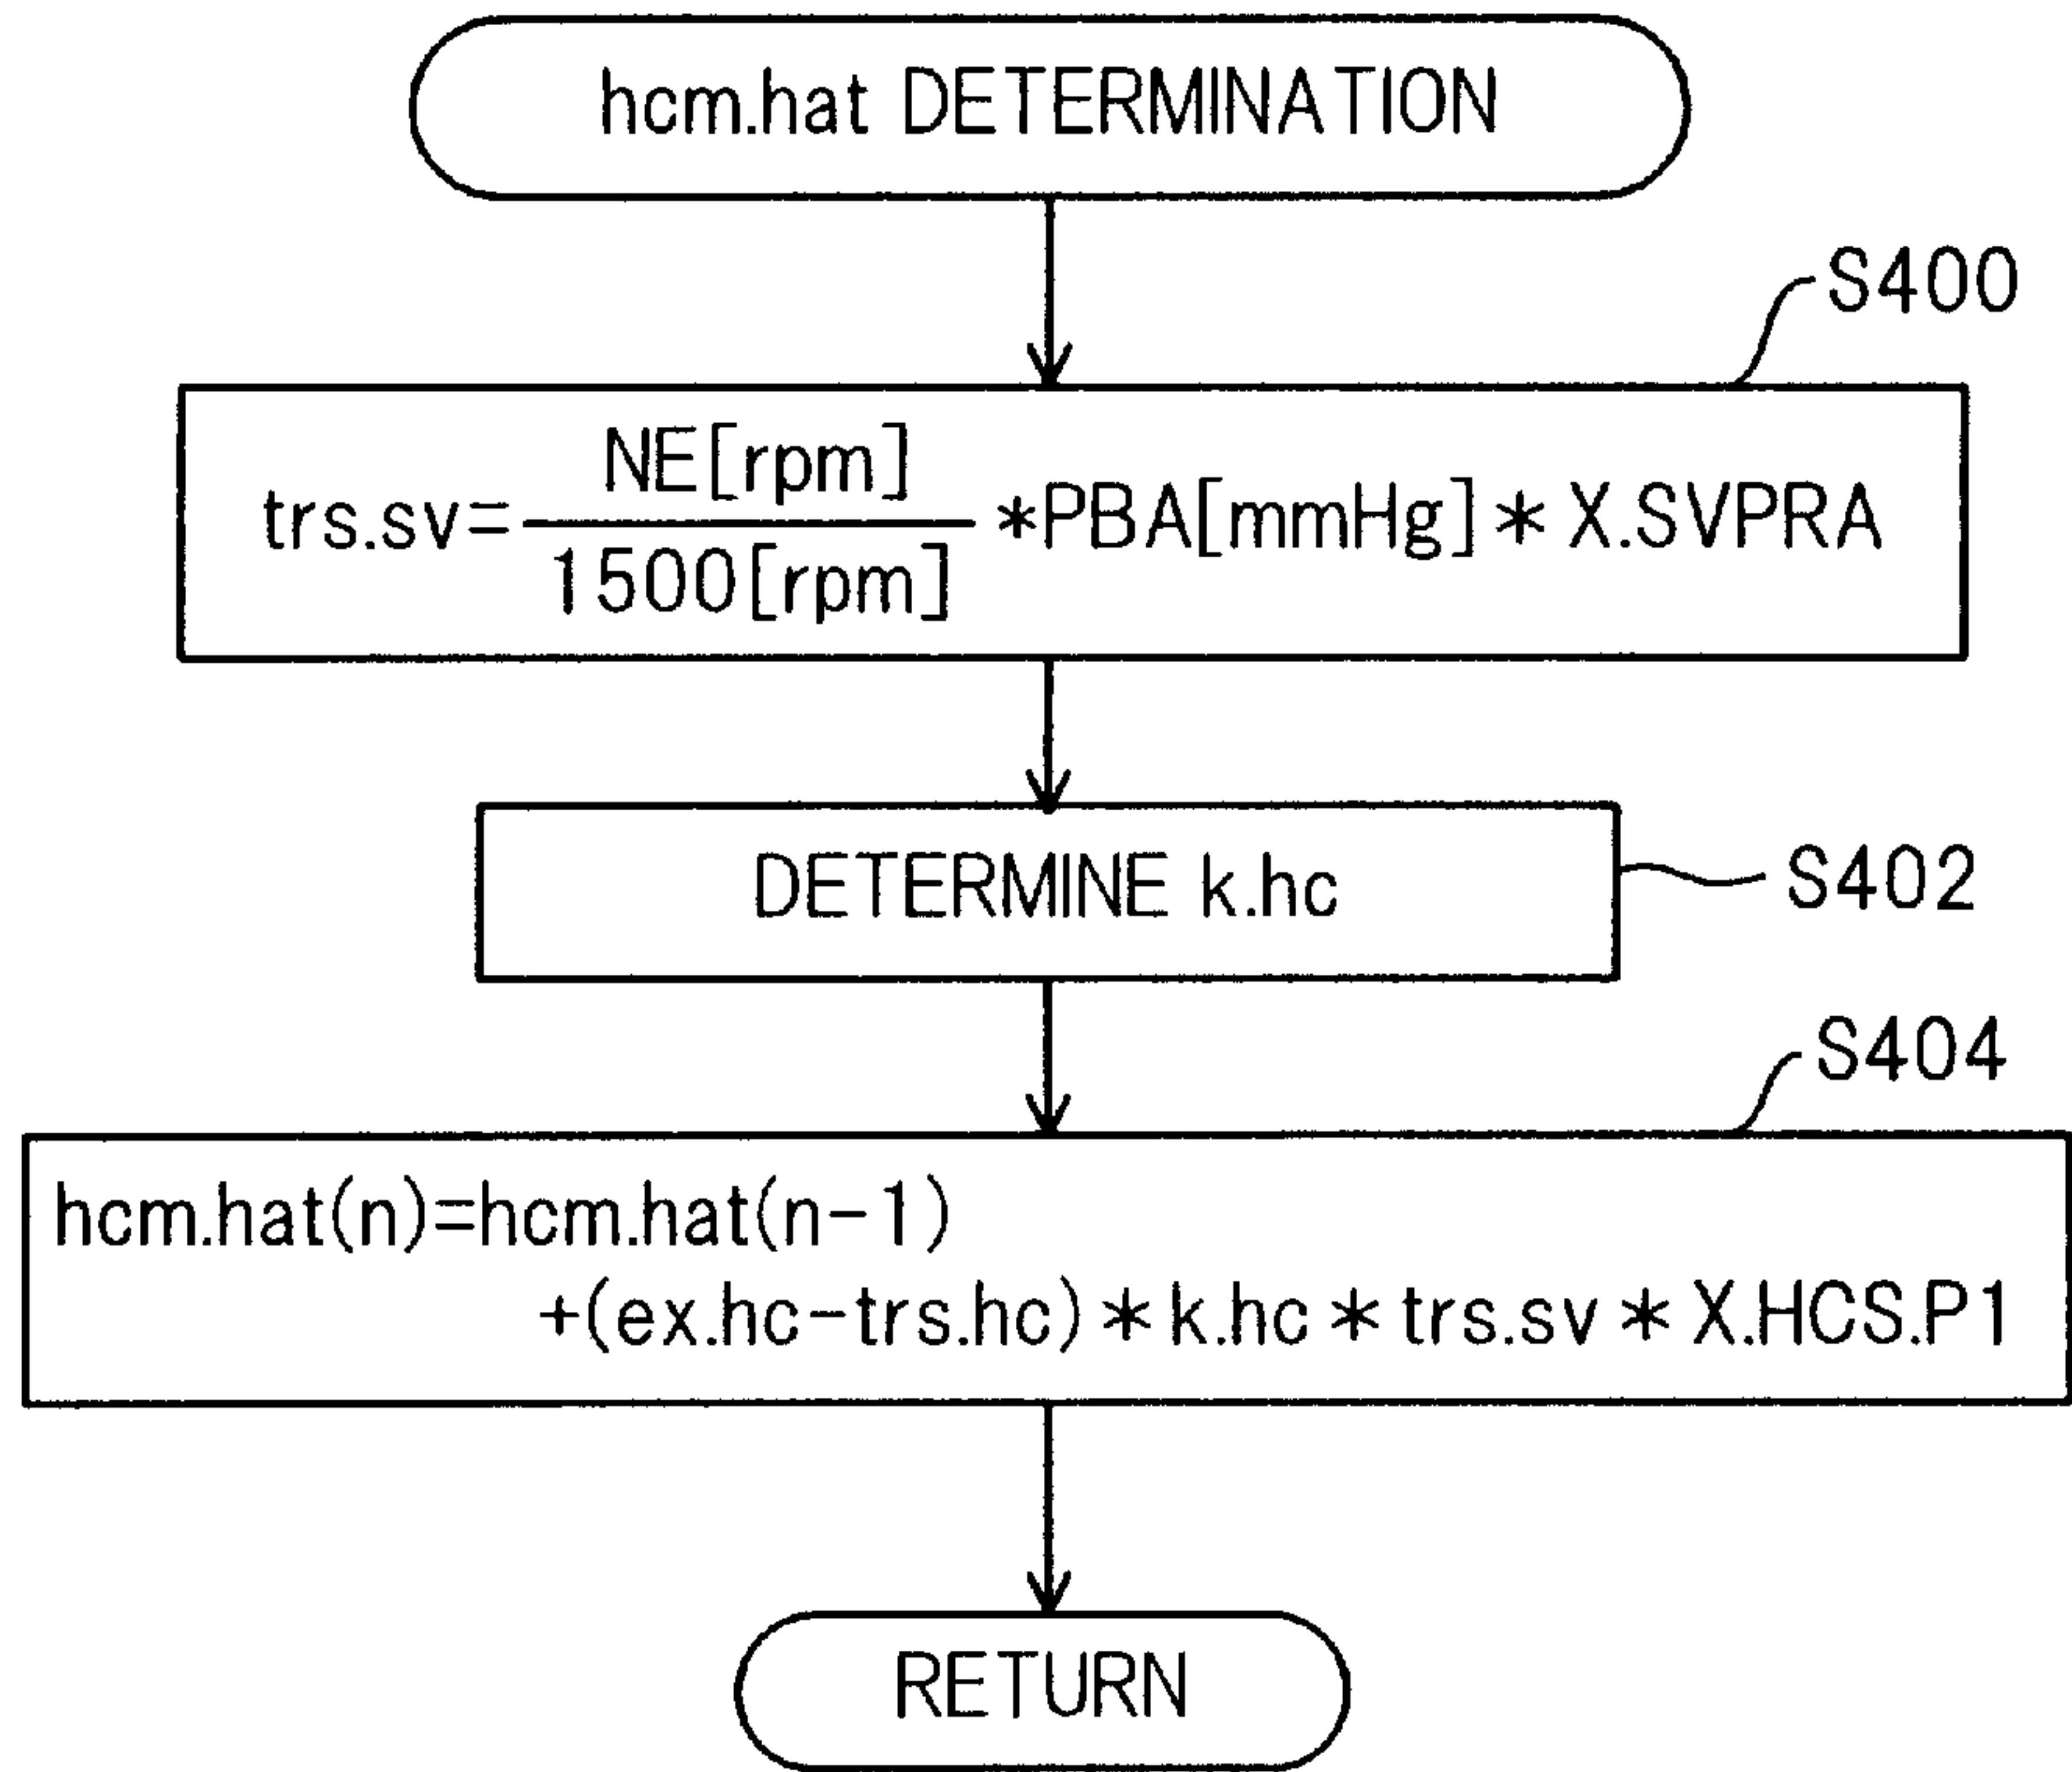 hcm.hat DETERMINATION
S400
NE[rpm]
trs.sv= *PBA[mmHg]*X.SVPRA
1500[rpm]
DETERMINE k.hc
S402
S404
hcm.hat(n)=hcm.hat(n-1)
+(ex.hc-trs.hc)*k.hc*trs.sv*X.HCS.P1
RETURN